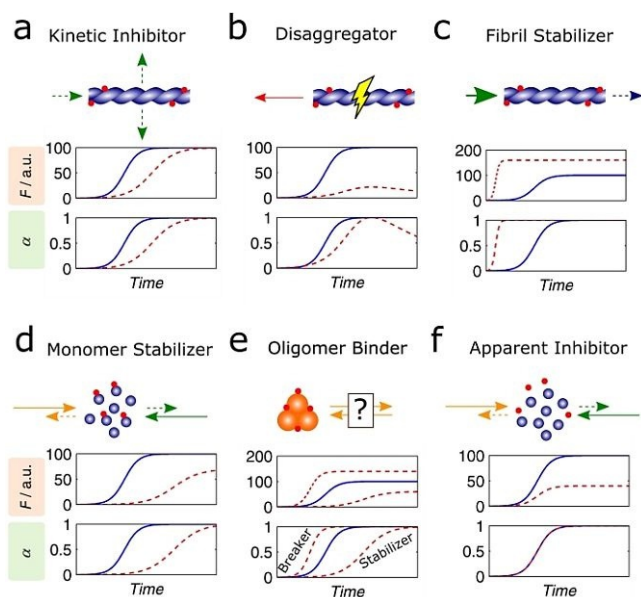 a Kinetic Inhibitor
b Disaggregator
c Fibril Stabilizer
F / a.u.
100
50
0
100
50
0
200
100
0
α
1
0.5
0
1
0.5
0
1
0.5
0
Time
Time
Time
d Monomer Stabilizer
e Oligomer Binder
f Apparent Inhibitor
?
F / a.u.
100
50
0
200
100
0
100
50
0
α
1
0.5
0
1
0.5
0
Breaker
Stabilizer
1
0.5
0
Time
Time
Time